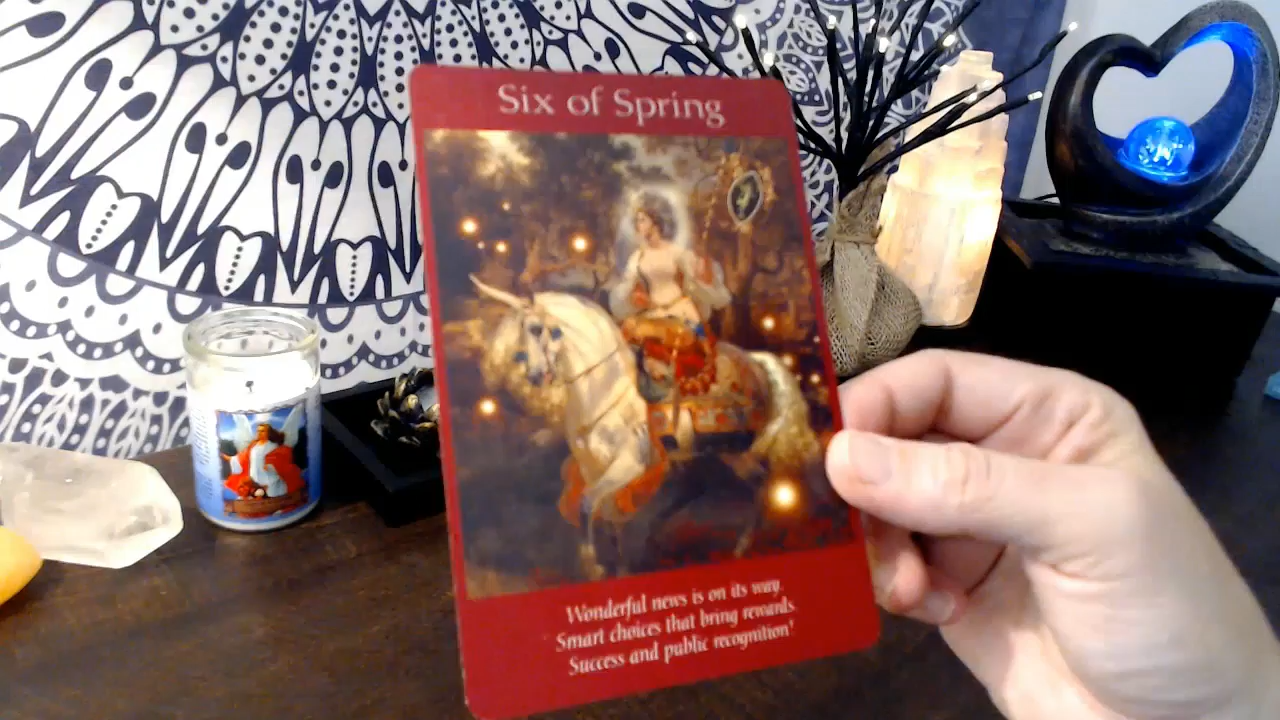 Six of Spring
Wonderful news is on its way.
Smart choices that bring rewards.
Success and public recognition!